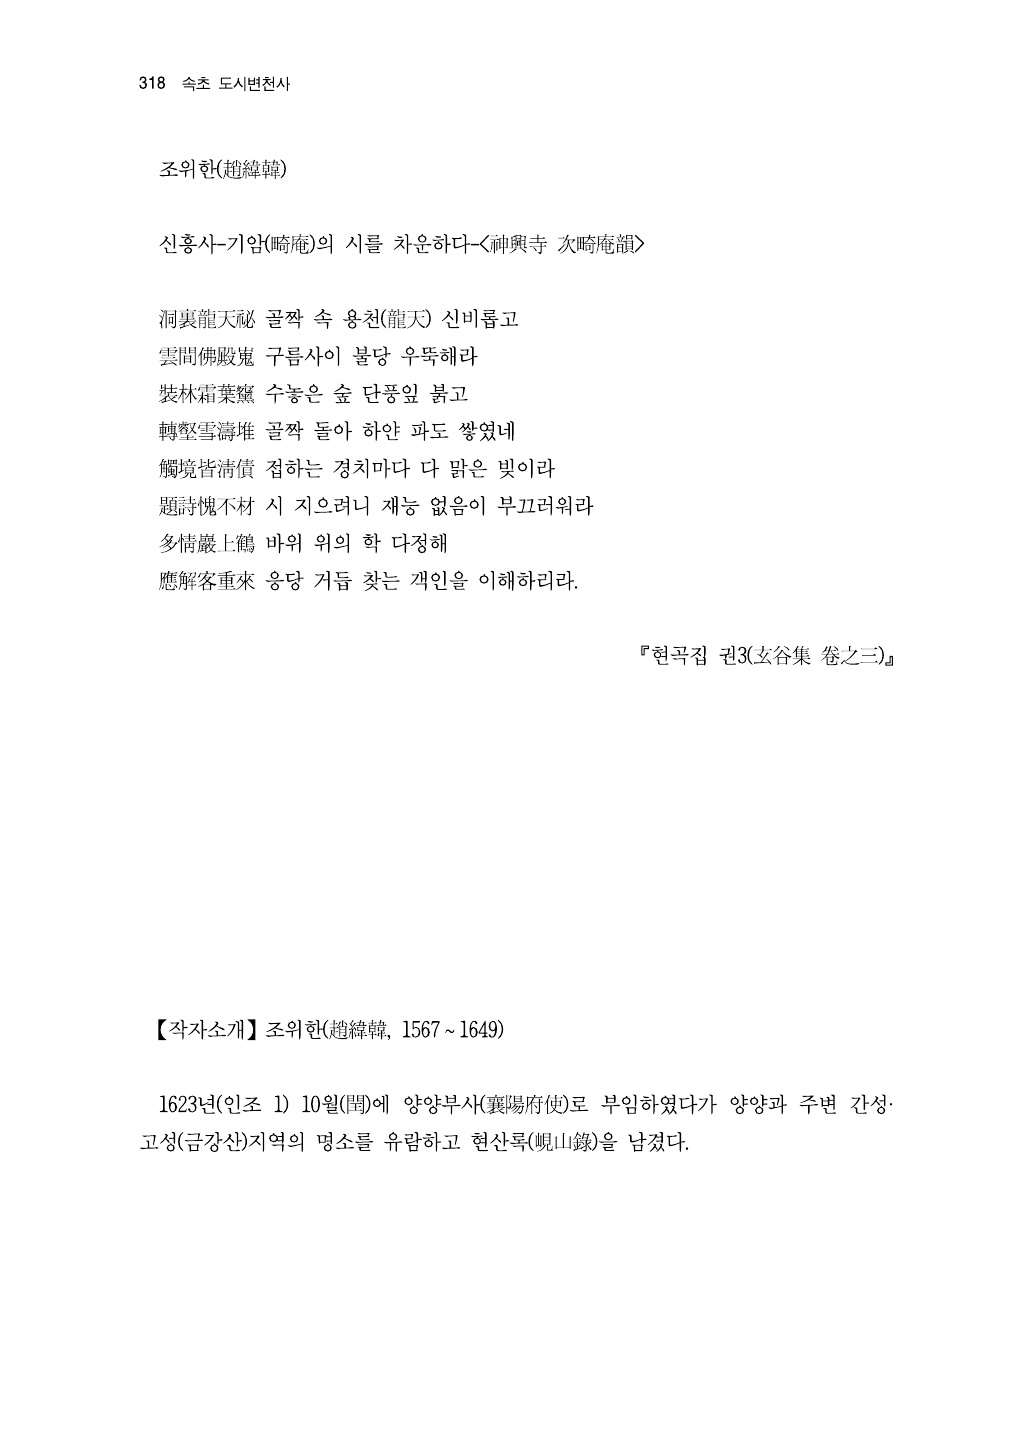 318 속초 도시변천사
조위한(趙緯韓)
신흥사-기암(畸庵)의 시를 차운하다-<神興寺 次畸庵韻>
洞裏龍天祕 골짝 속 용천(龍天) 신비롭고
雲間佛殿嵬 구름사이 불당 우뚝해라
裝林霜葉 수놓은 숲 단풍잎 붉고
轉壑雪濤堆 골짝 돌아 하얀 파도 쌓였네
觸境皆淸債 접하는 경치마다 다 맑은 빚이라
題詩愧不材 시 지으려니 재능 없음이 부끄러워라
多情巖上鶴 바위 위의 학 다정해
應解客重來 응당 거듭 찾는 객인을 이해하리라.
『현곡집 권3(玄谷集 卷之三)』
【작자소개】 조위한(趙緯韓, 1567 ~ 1649)
1623년(인조 1) 10월(閏)에 양양부사(襄陽府使)로 부임하였다가 양양과 주변 간성·
고성(금강산)지역의 명소를 유람하고 현산록(峴山錄)을 남겼다.